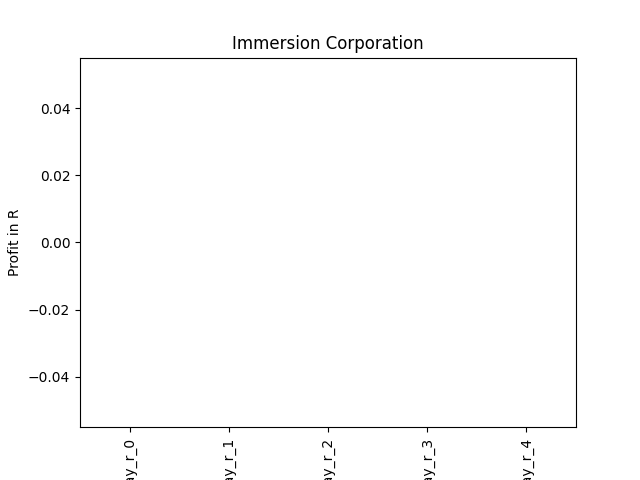 Immersion Corporation
0.04
0.02
0.00
−0.02
−0.04
Profit in R
ay_r_0
ay_r_1
ay_r_2
ay_r_3
ay_r_4